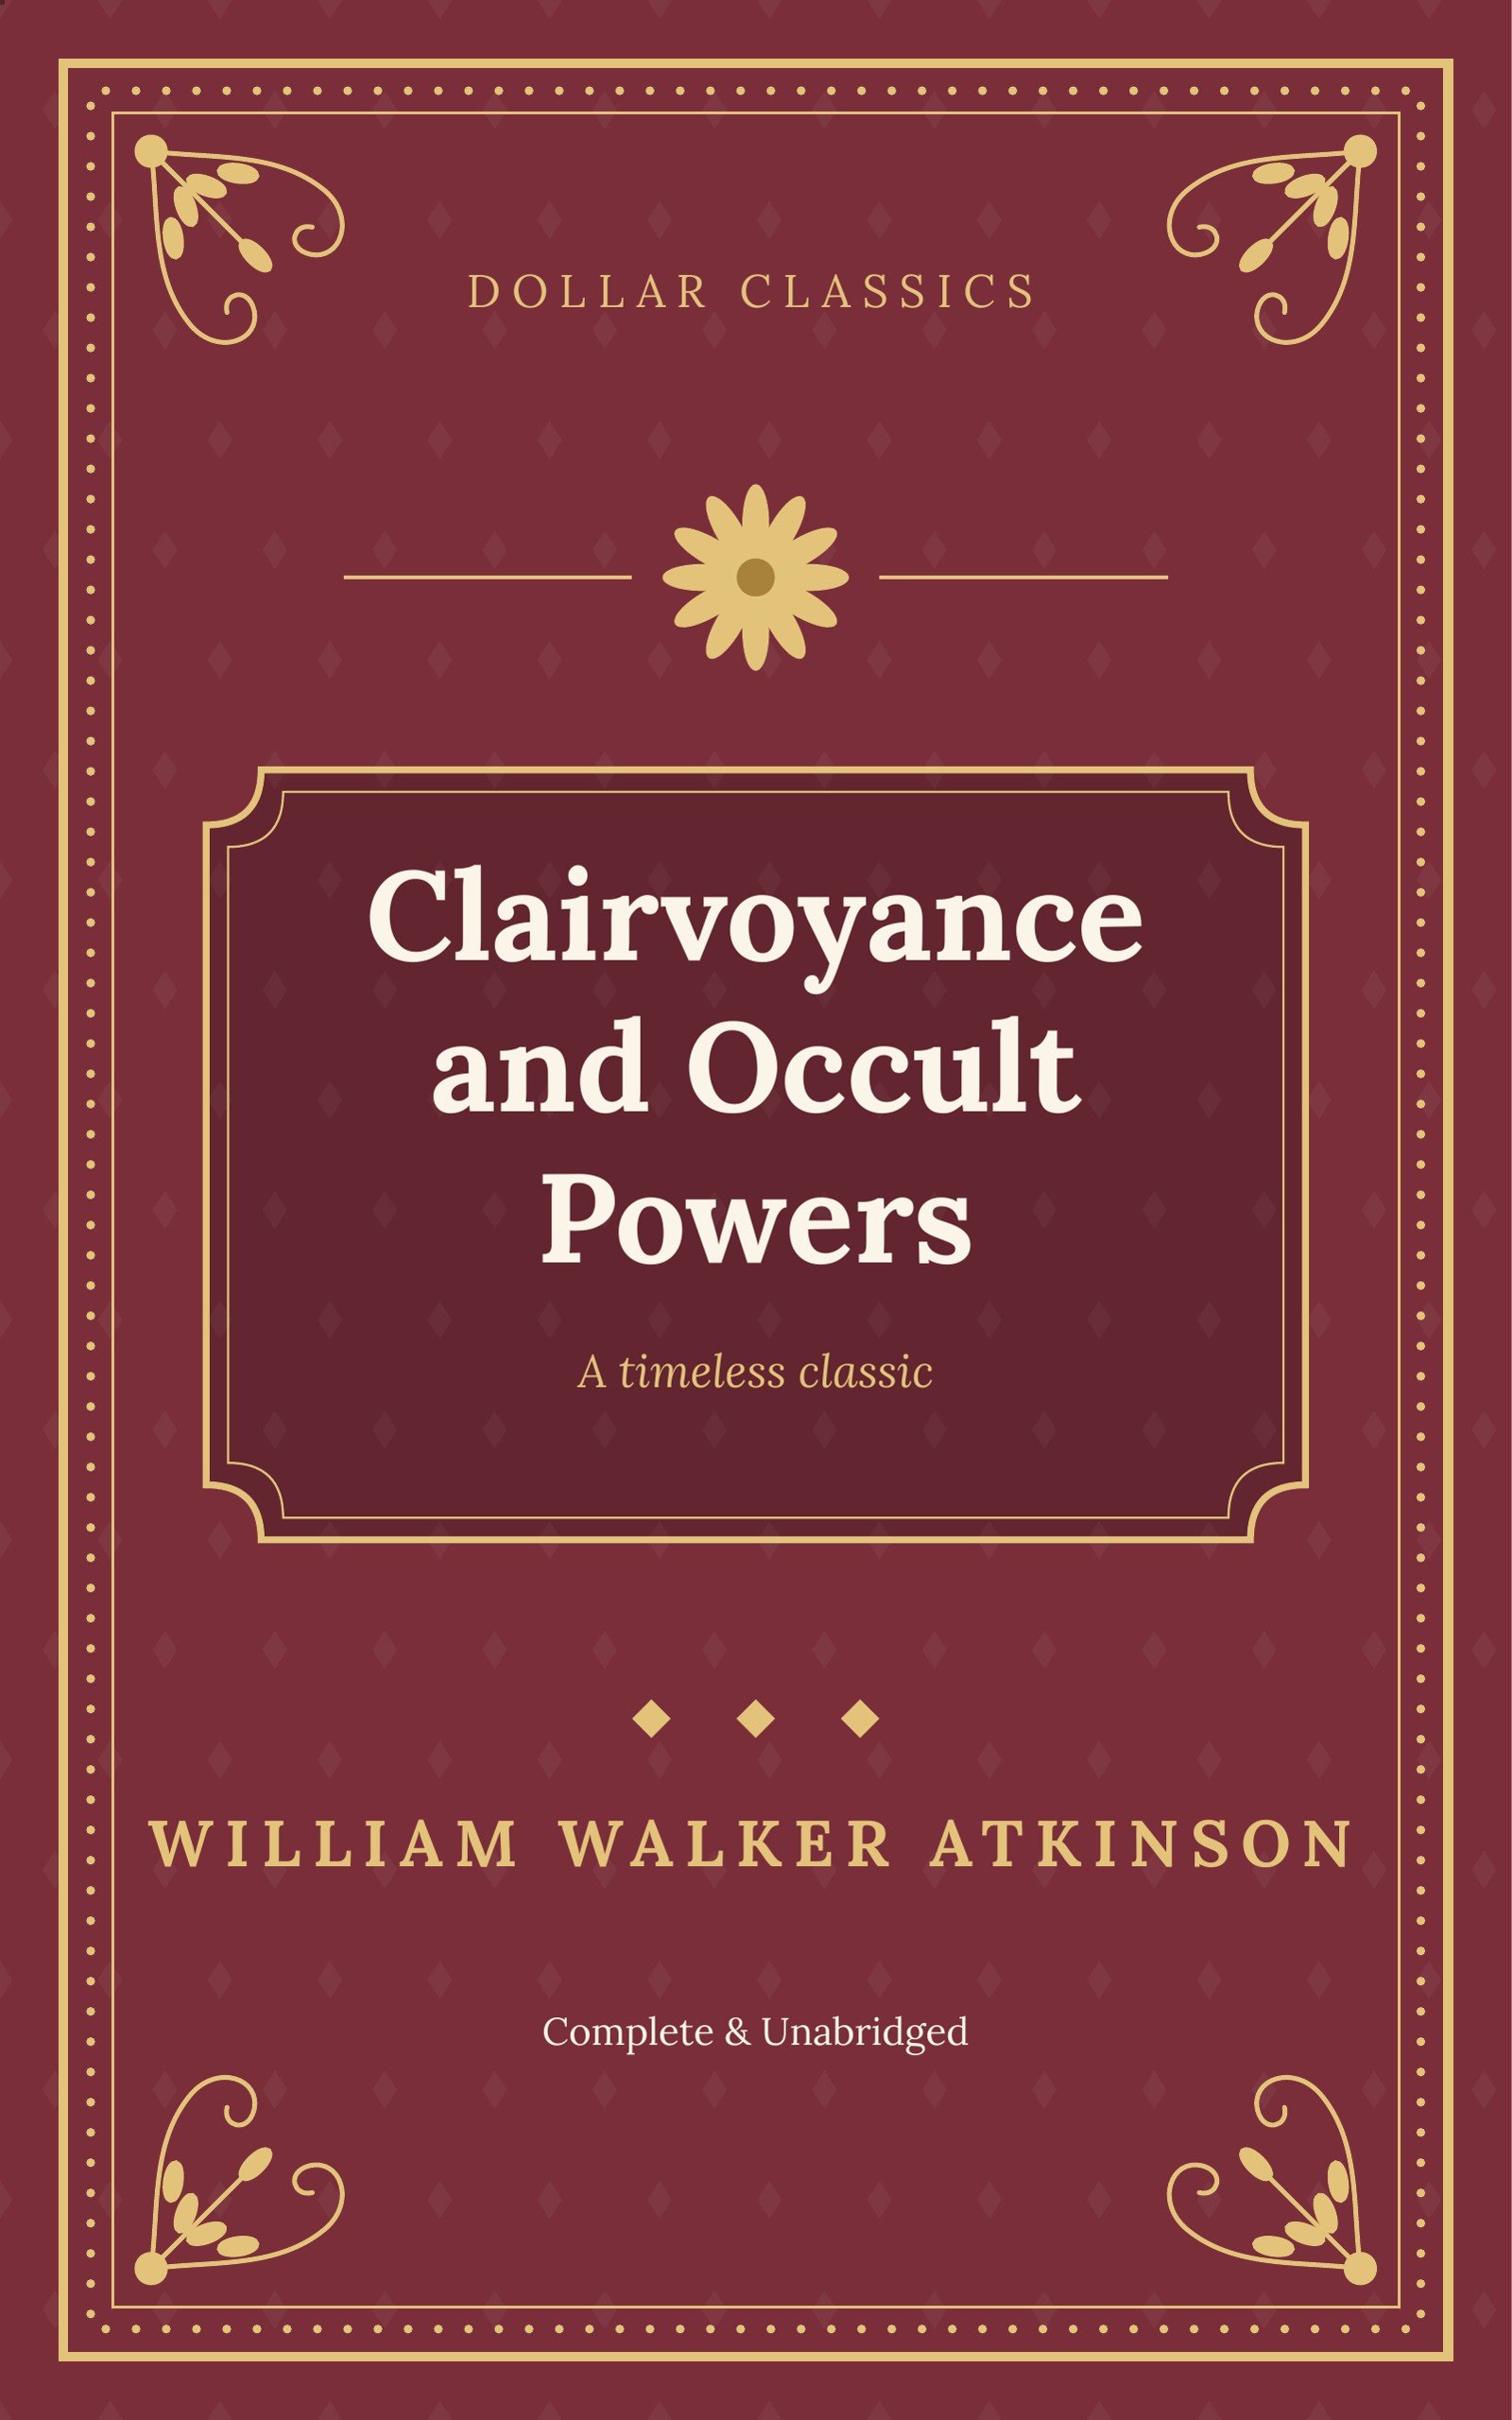 DOLLAR CLASSICS
Clairvoyance
and Occult
Powers
A timeless classic
WILLIAM WALKER ATKINSON
Complete & Unabridged